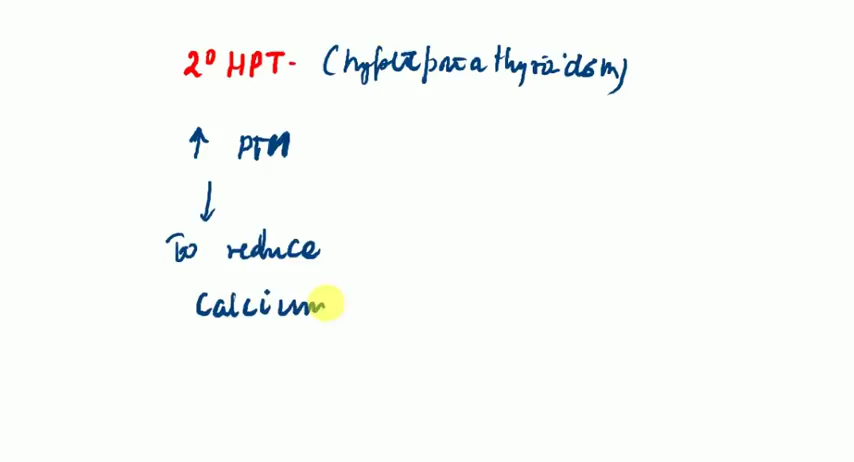 2° HPT- (hyperparathyroidism)
↑ PTH
↓
To reduce
Calcium